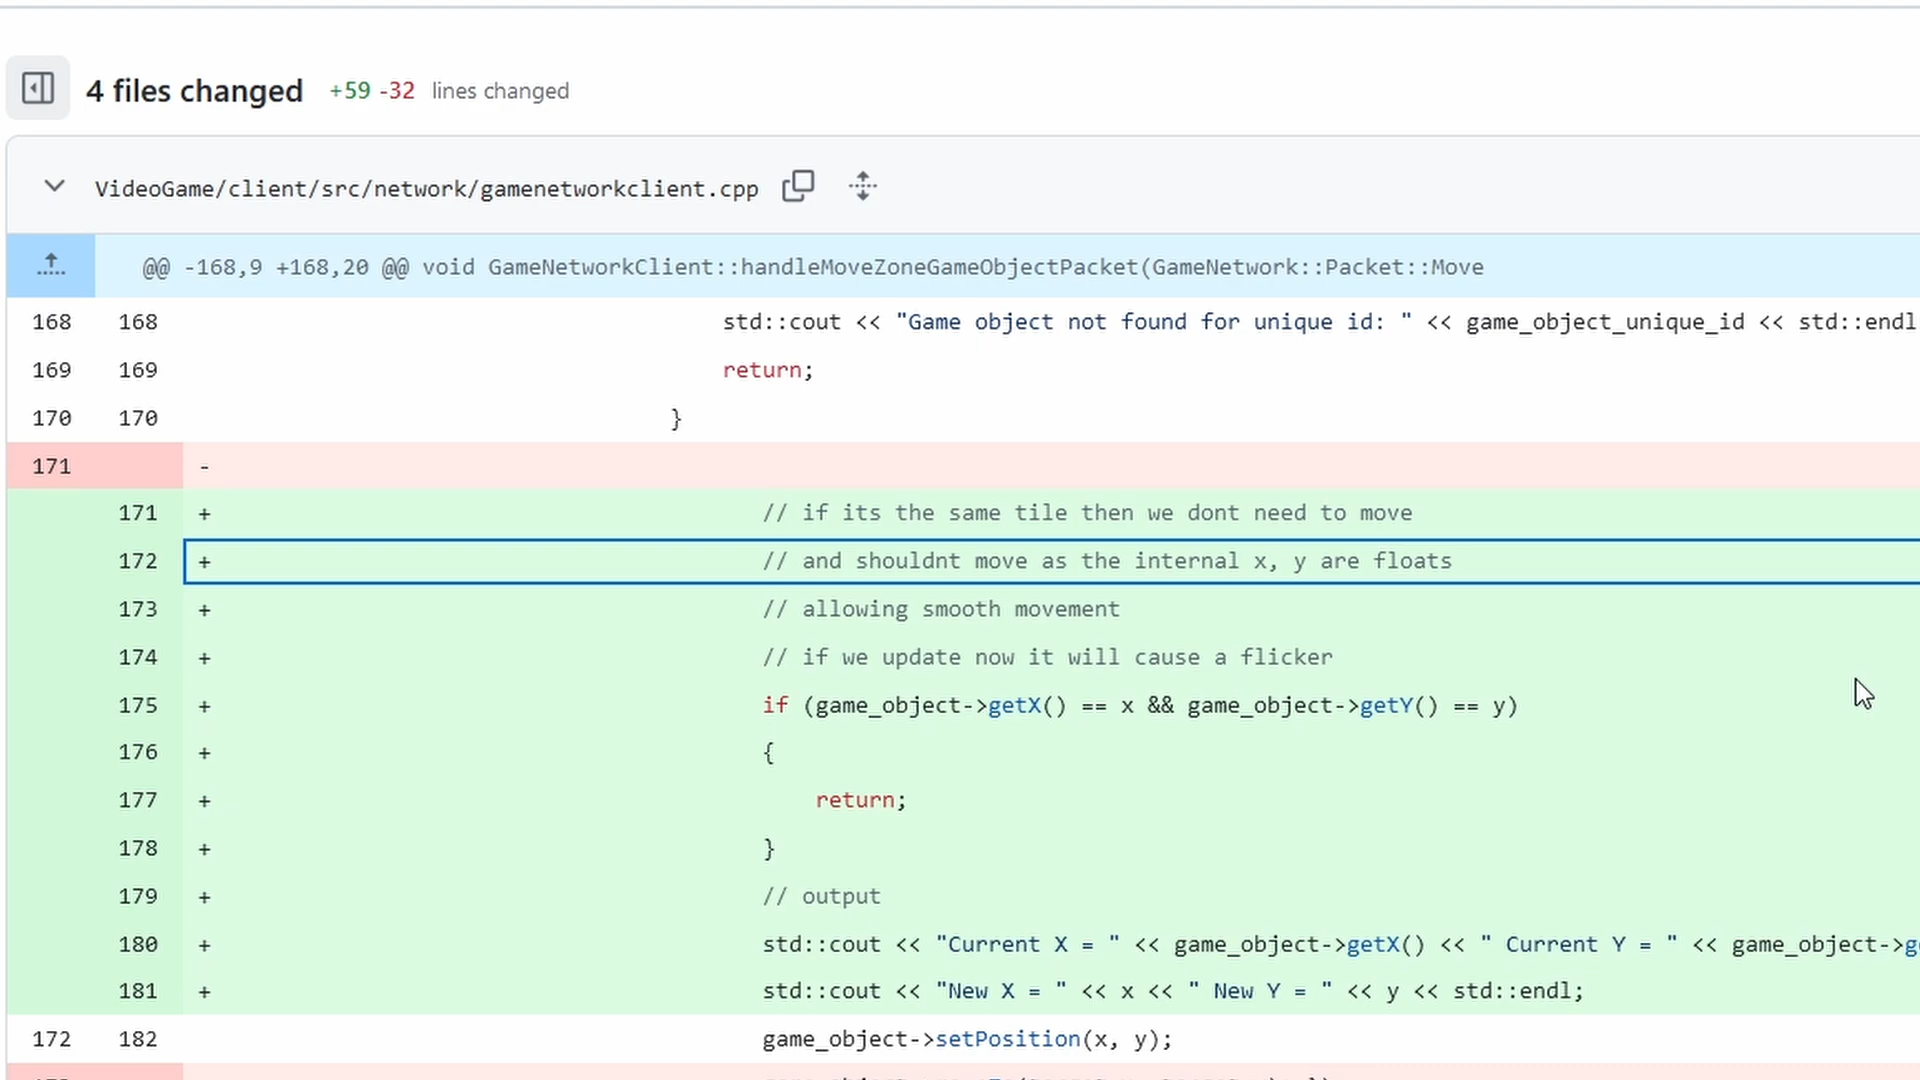 4 files changed +59 -32 lines changed
VideoGame/client/src/network/gamenetworkclient.cpp
@@ -168,9 +168,20 @@ void GameNetworkClient::handleMoveZoneGameObjectPacket(GameNetwork::Packet::Move
168 168 std::cout << "Game object not found for unique id: " << game_object_unique_id << std::endl
169 169 return;
170 170 }
171 -
171 + // if its the same tile then we dont need to move
172 + // and shouldnt move as the internal x, y are floats
173 + // allowing smooth movement
174 + // if we update now it will cause a flicker
175 + if (game_object->getX() == x && game_object->getY() == y)
176 + {
177 + return;
178 + }
179 + // output
180 + std::cout << "Current X = " << game_object->getX() << " Current Y = " << game_object->g
181 + std::cout << "New X = " << x << " New Y = " << y << std::endl;
172 182 game_object->setPosition(x, y);